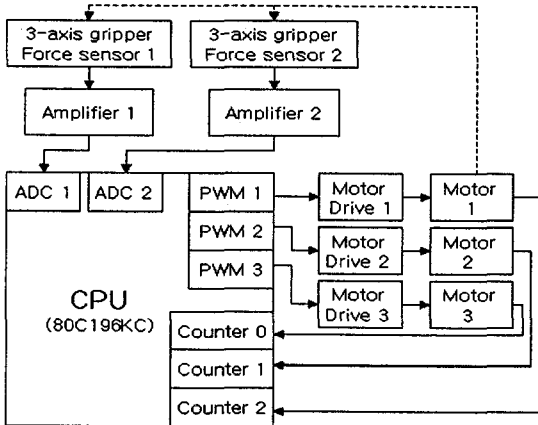 3-axis gripper
Force sensor 1
3-axis gripper
Force sensor 2
Amplifier 1
Amplifier 2
ADC 1
ADC 2
PWM 1
Motor
Drive 1
Motor
1
PWM 2
Motor
Drive 2
Motor
2
PWM 3
Motor
Drive 3
Motor
3
CPU
(80C196KC)
Counter 0
Counter 1
Counter 2